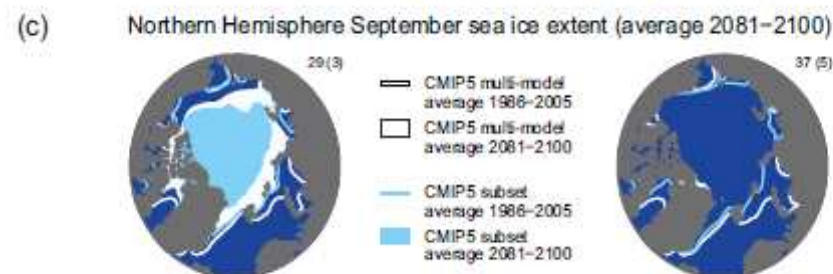 (c) Northern Hemisphere September sea ice extent (average 2081−2100)
29 (3)
CMIP5 multi-model
average 1986−2005
CMIP5 multi-model
average 2081−2100
CMIP5 subset
average 1986−2005
CMIP5 subset
average 2081−2100
37 (5)